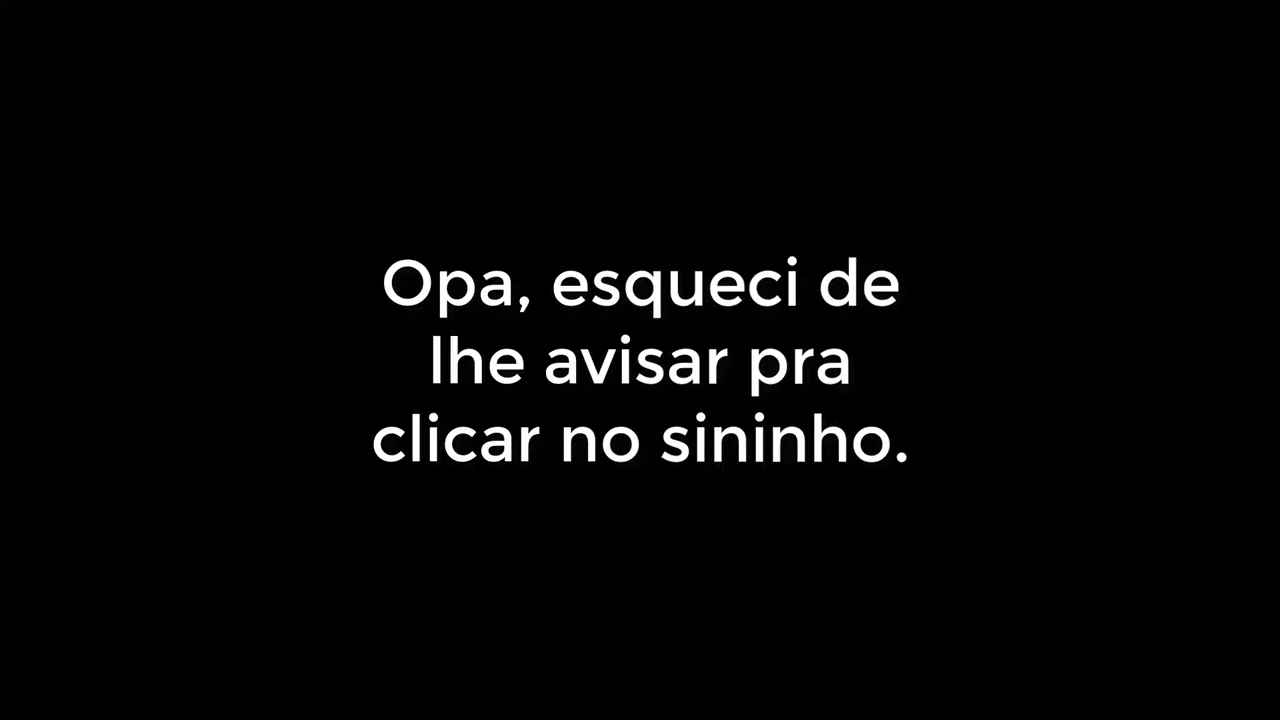 Opa, esqueci de
lhe avisar pra
clicar no sininho.